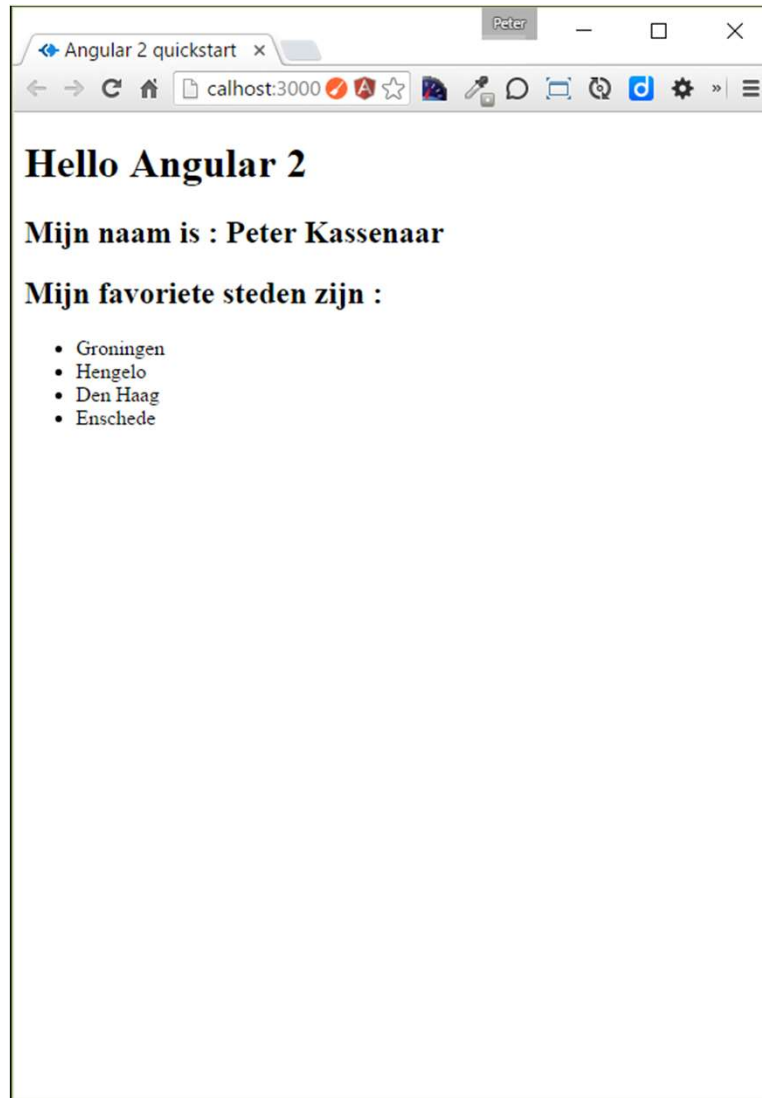 Peter
Angular 2 quickstart
calhost:3000
Hello Angular 2
Mijn naam is : Peter Kassenaar
Mijn favoriete steden zijn :
Groningen
Hengelo
Den Haag
Enschede